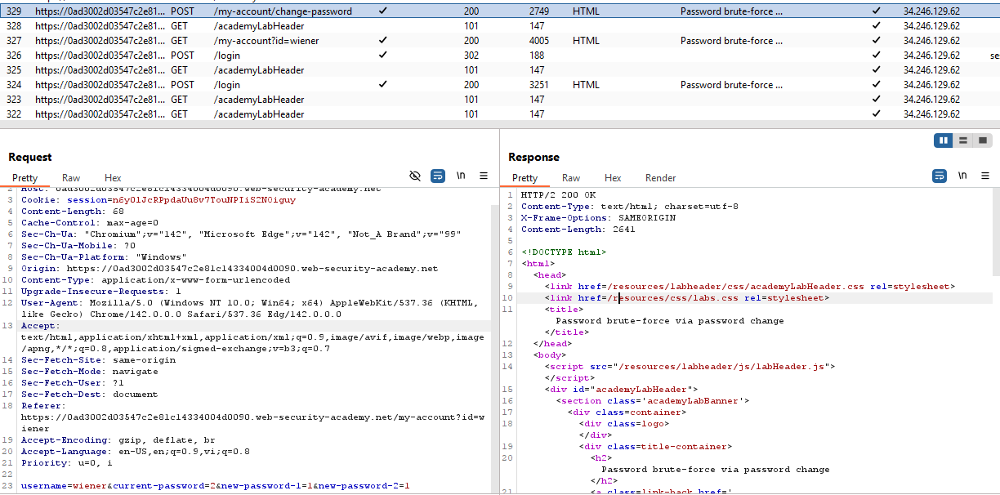 329 https://0ad3002d03547c2e81... POST /my-account/change-password ✓ 200 2749 HTML Password brute-force ... ✓ 34.246.129.62
328 https://0ad3002d03547c2e81... GET /academyLabHeader 101 147 ✓ 34.246.129.62
327 https://0ad3002d03547c2e81... GET /my-account?id=wiener ✓ 200 4005 HTML Password brute-force ... ✓ 34.246.129.62
326 https://0ad3002d03547c2e81... POST /login ✓ 302 188 ✓ 34.246.129.62 se
325 https://0ad3002d03547c2e81... GET /academyLabHeader 101 147 ✓ 34.246.129.62
324 https://0ad3002d03547c2e81... POST /login ✓ 200 3251 HTML Password brute-force ... ✓ 34.246.129.62
323 https://0ad3002d03547c2e81... GET /academyLabHeader 101 147 ✓ 34.246.129.62
322 https://0ad3002d03547c2e81... GET /academyLabHeader 101 147 ✓ 34.246.129.62
Request
Pretty Raw Hex
\n
2 Host: 0ad3002d03547c2e81c14334004d0090.web-security-academy.net
3 Cookie: session=n6y0lJcRPpdaUu8v7TouNPIiS2N0iguy
4 Content-Length: 68
5 Cache-Control: max-age=0
6 Sec-Ch-Ua: "Chromium";v="142", "Microsoft Edge";v="142", "Not_A Brand";v="99"
7 Sec-Ch-Ua-Mobile: ?0
8 Sec-Ch-Ua-Platform: "Windows"
9 Origin: https://0ad3002d03547c2e81c14334004d0090.web-security-academy.net
10 Content-Type: application/x-www-form-urlencoded
11 Upgrade-Insecure-Requests: 1
12 User-Agent: Mozilla/5.0 (Windows NT 10.0; Win64; x64) AppleWebKit/537.36 (KHTML,
like Gecko) Chrome/142.0.0.0 Safari/537.36 Edg/142.0.0.0
13 Accept:
text/html,application/xhtml+xml,application/xml;q=0.9,image/avif,image/webp,image
/apng,*/*;q=0.8,application/signed-exchange;v=b3;q=0.7
14 Sec-Fetch-Site: same-origin
15 Sec-Fetch-Mode: navigate
16 Sec-Fetch-User: ?1
17 Sec-Fetch-Dest: document
18 Referer:
https://0ad3002d03547c2e81c14334004d0090.web-security-academy.net/my-account?id=w
iener
19 Accept-Encoding: gzip, deflate, br
20 Accept-Language: en-US,en;q=0.9,vi;q=0.8
21 Priority: u=0, i
22
23 username=wiener&current-password=2&new-password-1=1&new-password-2=1
Response
Pretty Raw Hex Render
\n
1 HTTP/2 200 OK
2 Content-Type: text/html; charset=utf-8
3 X-Frame-Options: SAMEORIGIN
4 Content-Length: 2641
5
6 <!DOCTYPE html>
7 <html>
8 <head>
9 <link href=/resources/labheader/css/academyLabHeader.css rel=stylesheet>
10 <link href=/resources/css/labs.css rel=stylesheet>
11 <title>
Password brute-force via password change
</title>
12 </head>
13 <body>
14 <script src="/resources/labheader/js/labHeader.js">
</script>
15 <div id="academyLabHeader">
16 <section class='academyLabBanner'>
17 <div class=container>
18 <div class=logo>
</div>
19 <div class=title-container>
20 <h2>
Password brute-force via password change
</h2>
21 <a class=link-back href='